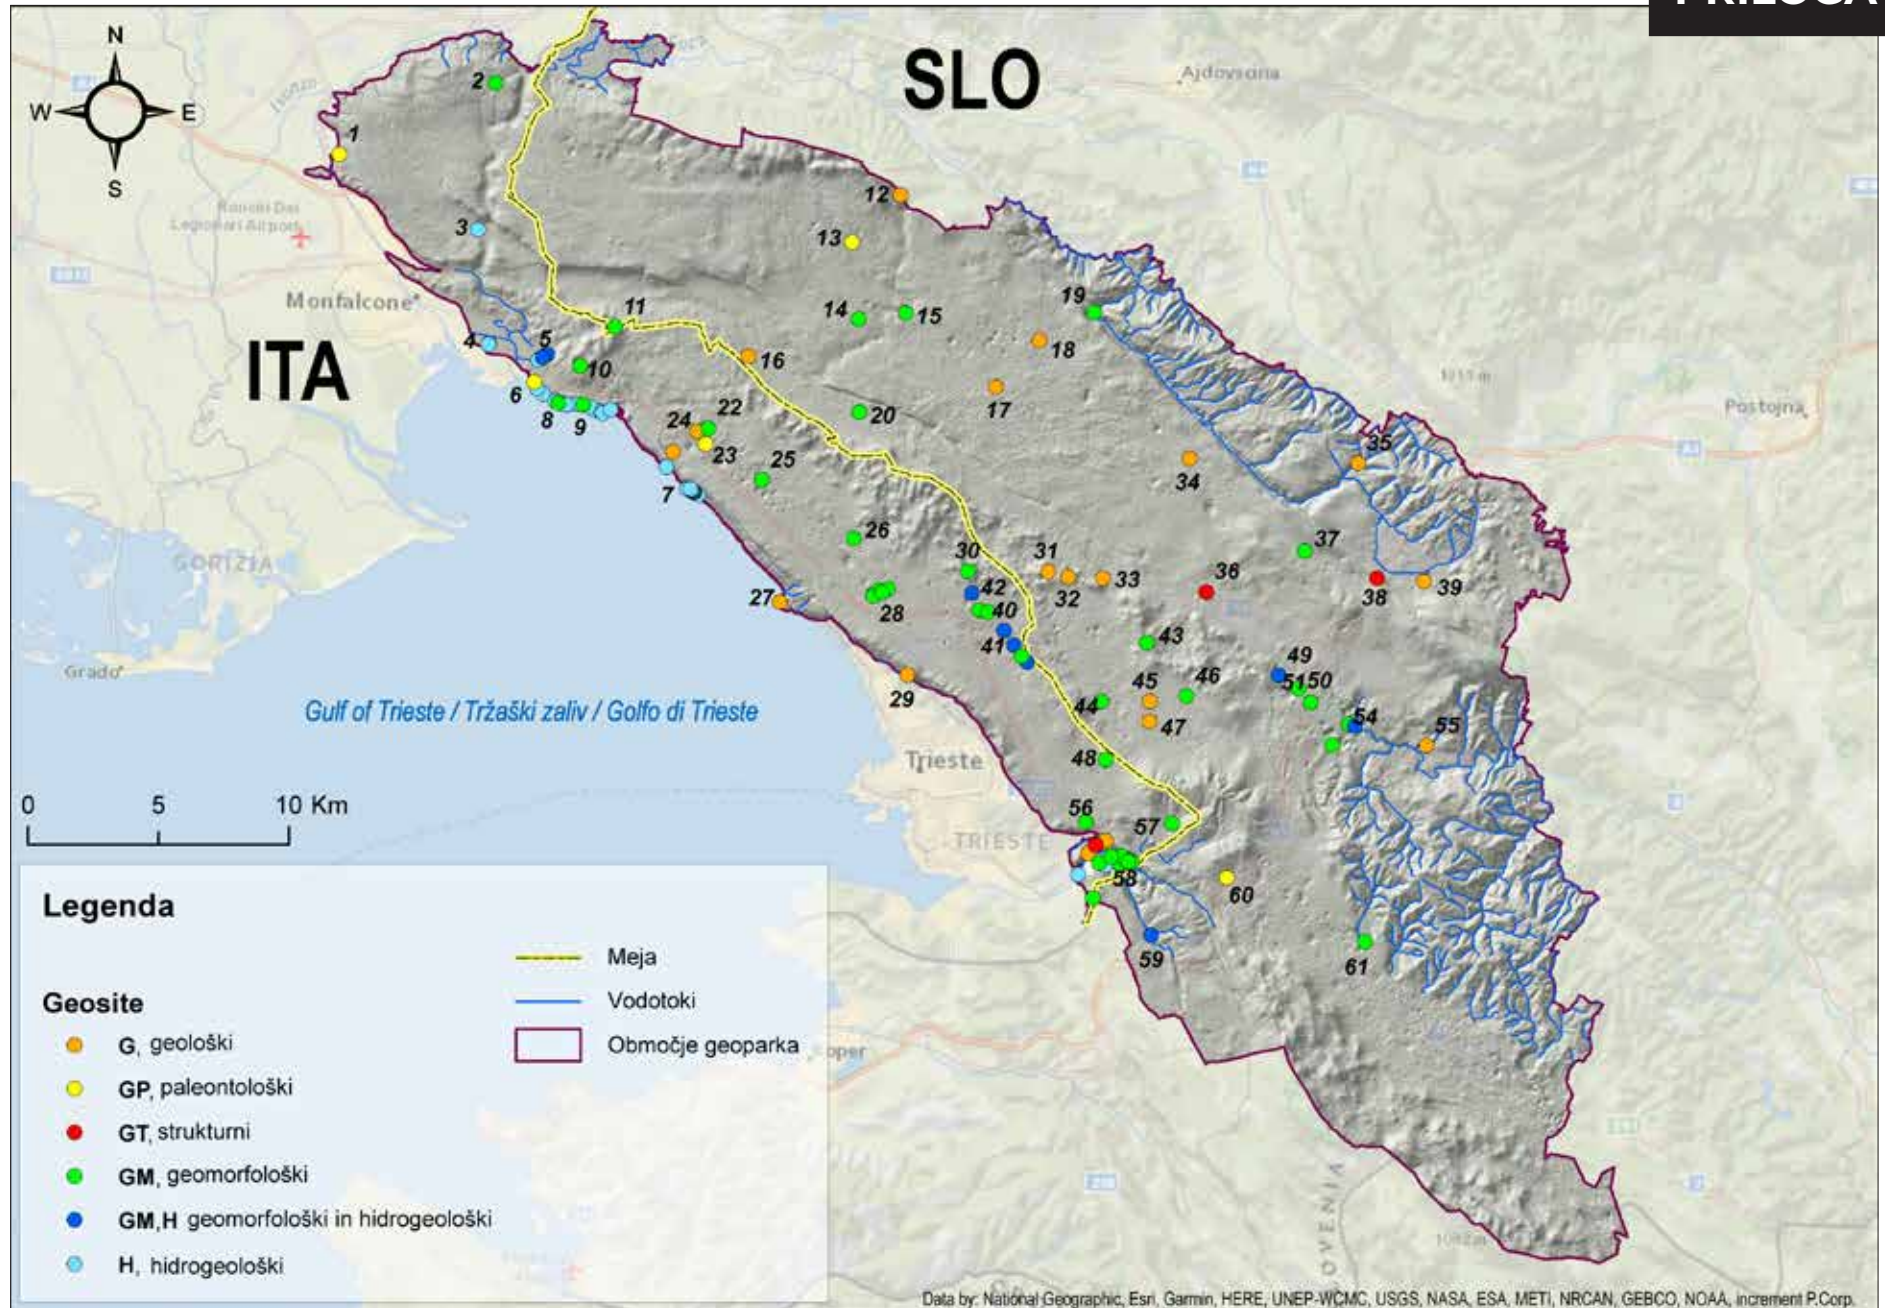 PRILOGA
N
W
E
S
SLO
ITA
Ajdovscina
Monfalcone
Postojna
GORIZIA
Grado
Gulf of Trieste / Tržaški zaliv / Golfo di Trieste
Trieste
TRIESTE
1
2
3
4
5
6
7
8
9
10
11
12
13
14
15
16
17
18
19
20
22
23
24
25
26
27
28
29
30
31
32
33
34
35
36
37
38
39
40
41
42
43
44
45
46
47
48
49
50
51
54
55
56
57
58
59
60
61
0 5 10 Km
Legenda
Geosite
G, geološki
GP, paleontološki
GT, strukturni
GM, geomorfološki
GM,H geomorfološki in hidrogeološki
H, hidrogeološki
Meja
Vodotoki
Območje geoparka
Data by: National Geographic, Esri, Garmin, HERE, UNEP-WCMC, USGS, NASA, ESA, METI, NRCAN, GEBCO, NOAA, increment P.Corp.